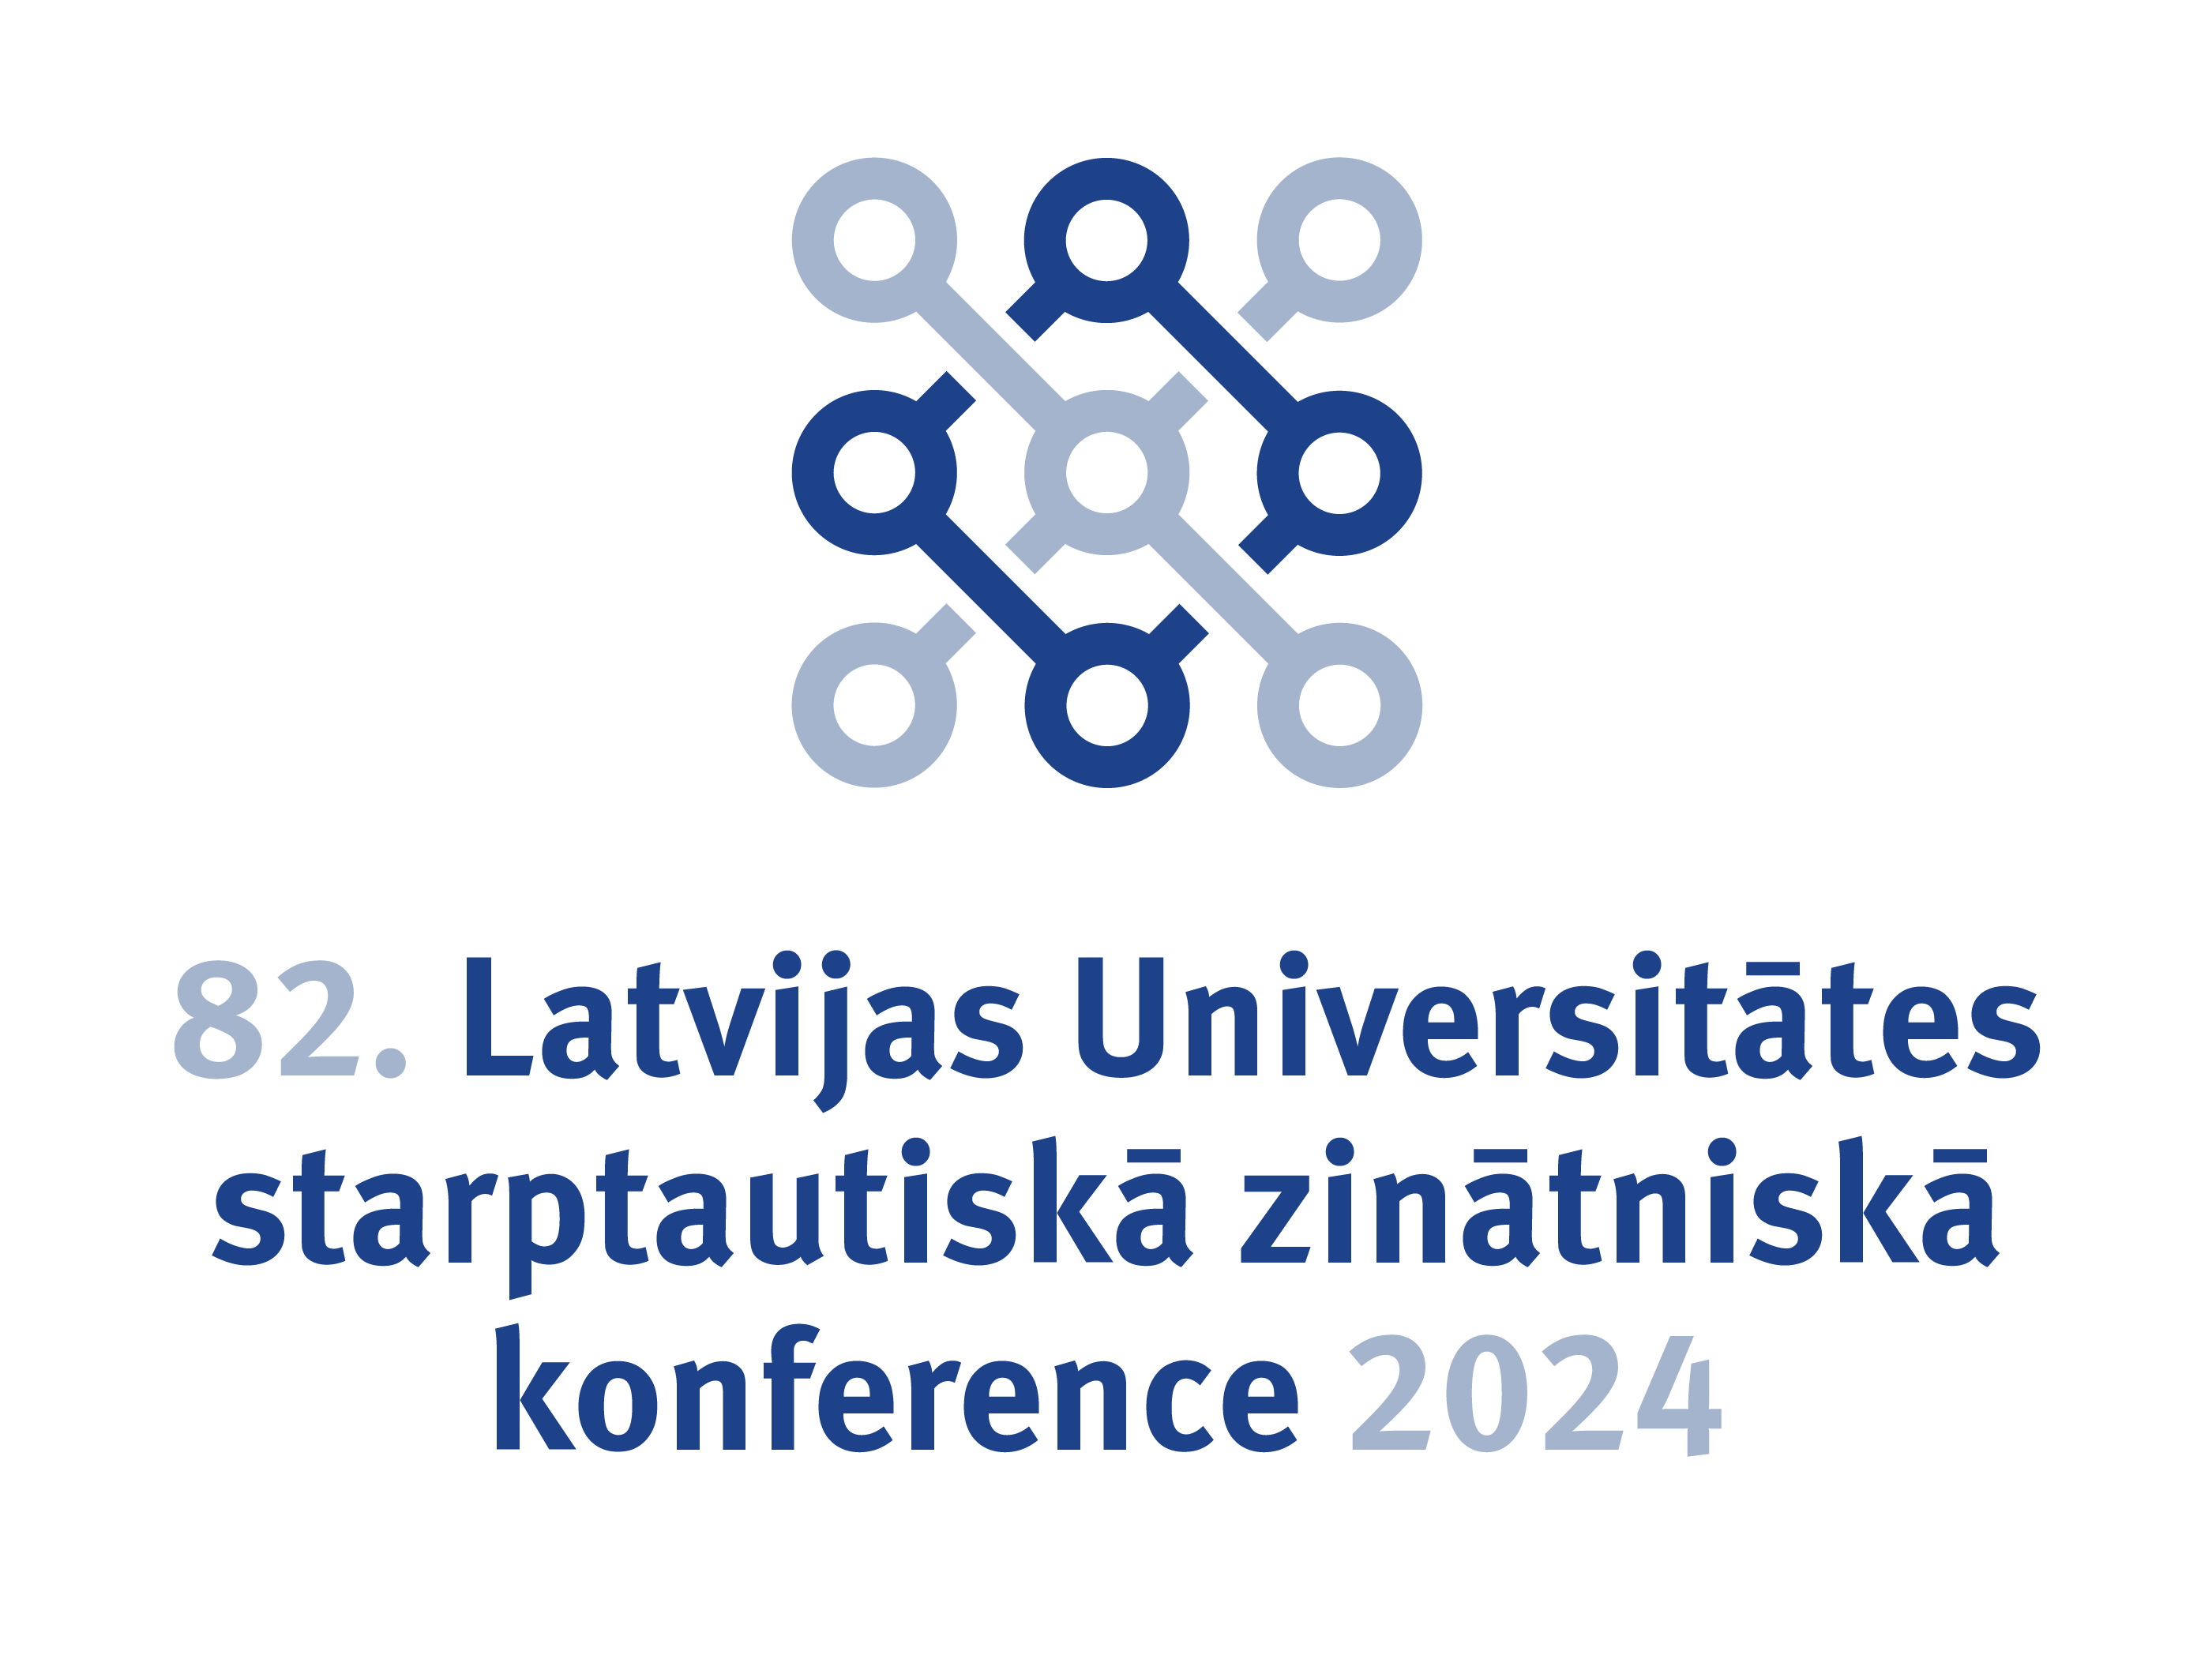 82. Latvijas Universitātes
starptautiskā zinātniskā
konference 2024